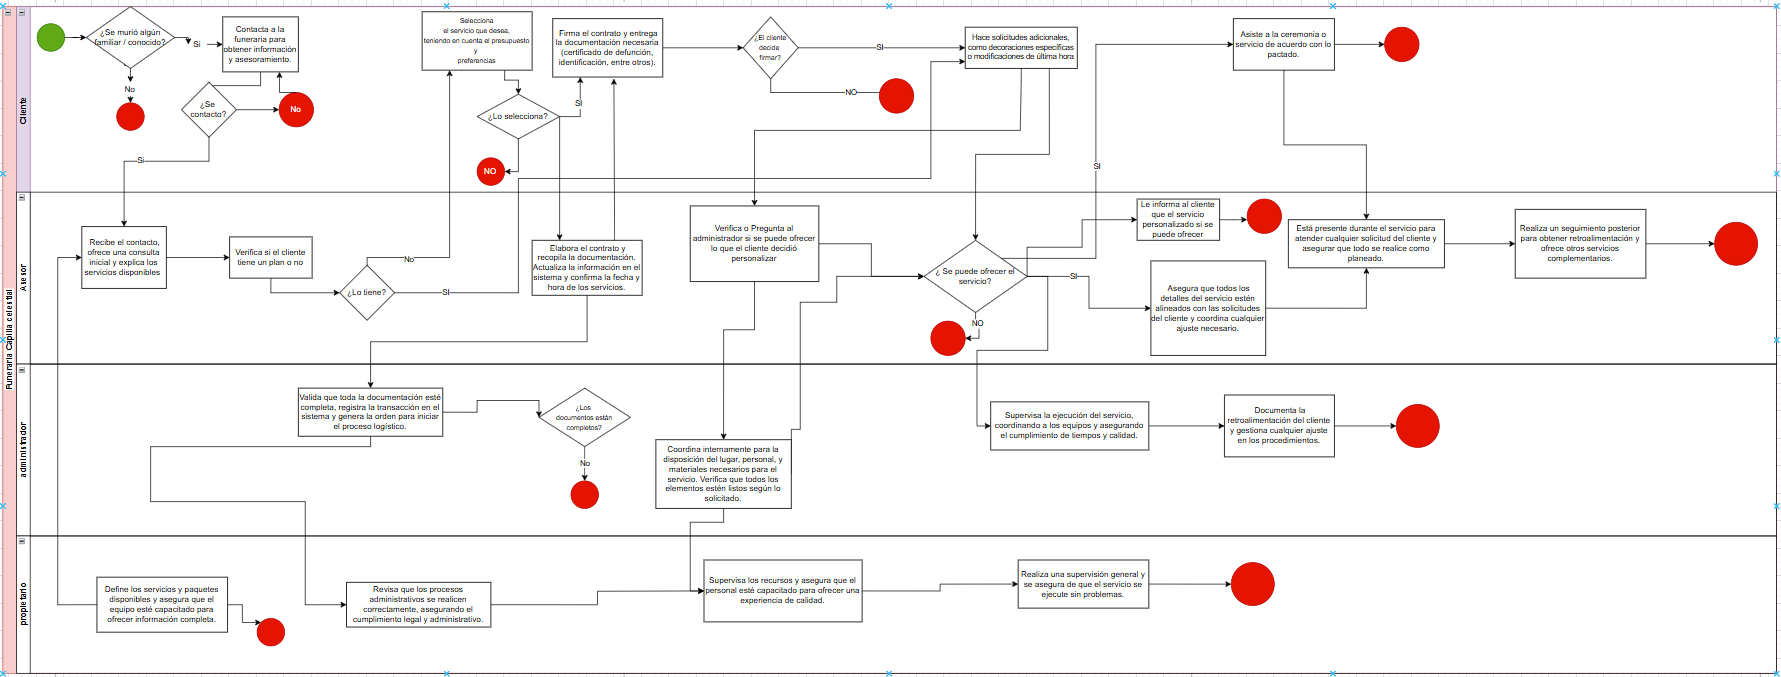 Funeraria Capilla celestial
Cliente
¿Se murió algún
familiar / conocido?
Si
No
Contacta a la
funeraria para
obtener información
y asesoramiento.
¿Se
contacto?
No
Si
Selecciona
el servicio que desea,
teniendo en cuenta el presupuesto
y
preferencias
¿Lo selecciona?
SI
NO
Firma el contrato y entrega
la documentación necesaria
(certificado de defunción,
identificación, entre otros).
¿El cliente
decide
firmar?
SI
NO
Hace solicitudes adicionales,
como decoraciones específicas
o modificaciones de última hora
SI
Asiste a la ceremonia o
servicio de acuerdo con lo
pactado.
Asesor
Recibe el contacto,
ofrece una consulta
inicial y explica los
servicios disponibles
Verifica si el cliente
tiene un plan o no
¿Lo tiene?
No
SI
Elabora el contrato y
recopila la documentación.
Actualiza la información en el
sistema y confirma la fecha y
hora de los servicios.
Verifica o Pregunta al
administrador si se puede ofrecer
lo que el cliente decidió
personalizar
¿ Se puede ofrecer el
servicio?
SI
NO
Le informa al cliente
que el servicio
personalizado si se
puede ofrecer
Asegura que todos los
detalles del servicio estén
alineados con las solicitudes
del cliente y coordina cualquier
ajuste necesario.
Está presente durante el servicio para
atender cualquier solicitud del cliente y
asegurar que todo se realice como
planeado.
Realiza un seguimiento posterior
para obtener retroalimentación y
ofrece otros servicios
complementarios.
administrador
Valida que toda la documentación esté
completa, registra la transacción en el
sistema y genera la orden para iniciar
el proceso logístico.
¿Los
documentos están
completos?
No
Coordina internamente para la
disposición del lugar, personal, y
materiales necesarios para el
servicio. Verifica que todos los
elementos estén listos según lo
solicitado.
Supervisa la ejecución del servicio,
coordinando a los equipos y asegurando
el cumplimiento de tiempos y calidad.
Documenta la
retroalimentación del cliente
y gestiona cualquier ajuste
en los procedimientos.
propietario
Define los servicios y paquetes
disponibles y asegura que el
equipo esté capacitado para
ofrecer información completa.
Revisa que los procesos
administrativos se realicen
correctamente, asegurando el
cumplimiento legal y administrativo.
Supervisa los recursos y asegura que el
personal esté capacitado para ofrecer una
experiencia de calidad.
Realiza una supervisión general y
se asegura de que el servicio se
ejecute sin problemas.